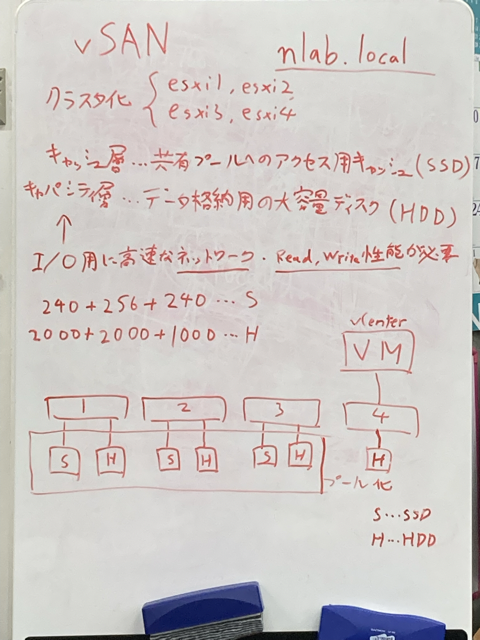 vSAN
nlab.local
クラスタ化 { esxi1, esxi2,
esxi3, esxi4
キャッシュ層…共有プールへのアクセス用キャッシュ(SSD)
キャパシティ層…データ格納用の大容量ディスク(HDD)
↑
I/O用に高速なネットワーク・Read,Write性能が必要
240+256+240…S
2000+2000+1000…H
vCenter
VM
1 2 3 4
S H S H S H H
プール化
S…SSD
H…HDD